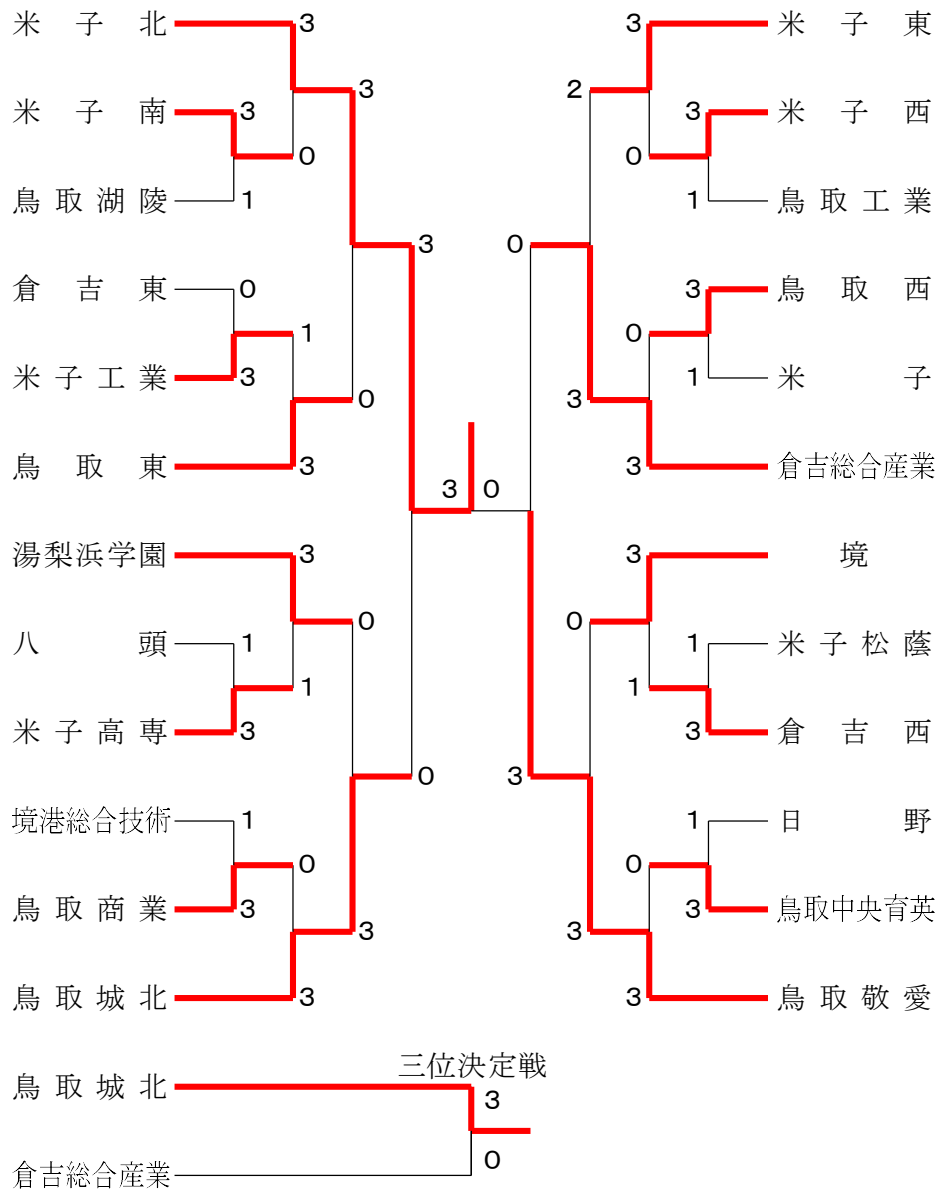 米子北
3
3
米子南
3
0
鳥取湖陵
1
3
倉吉東
0
1
米子工業
3
0
鳥取東
3
3 0
湯梨浜学園
3
0
八頭
1
1
米子高専
3
0
境港総合技術
1
0
鳥取商業
3
3
鳥取城北
3
米子東
3
2
米子西
3
0
鳥取工業
1
0
鳥取西
3
0
米子
1
3
倉吉総合産業
3
境
3
0
米子松蔭
1
1
倉吉西
3
3
日野
1
0
鳥取中央育英
3
3
鳥取敬愛
3
三位決定戦
鳥取城北
3
0
倉吉総合産業